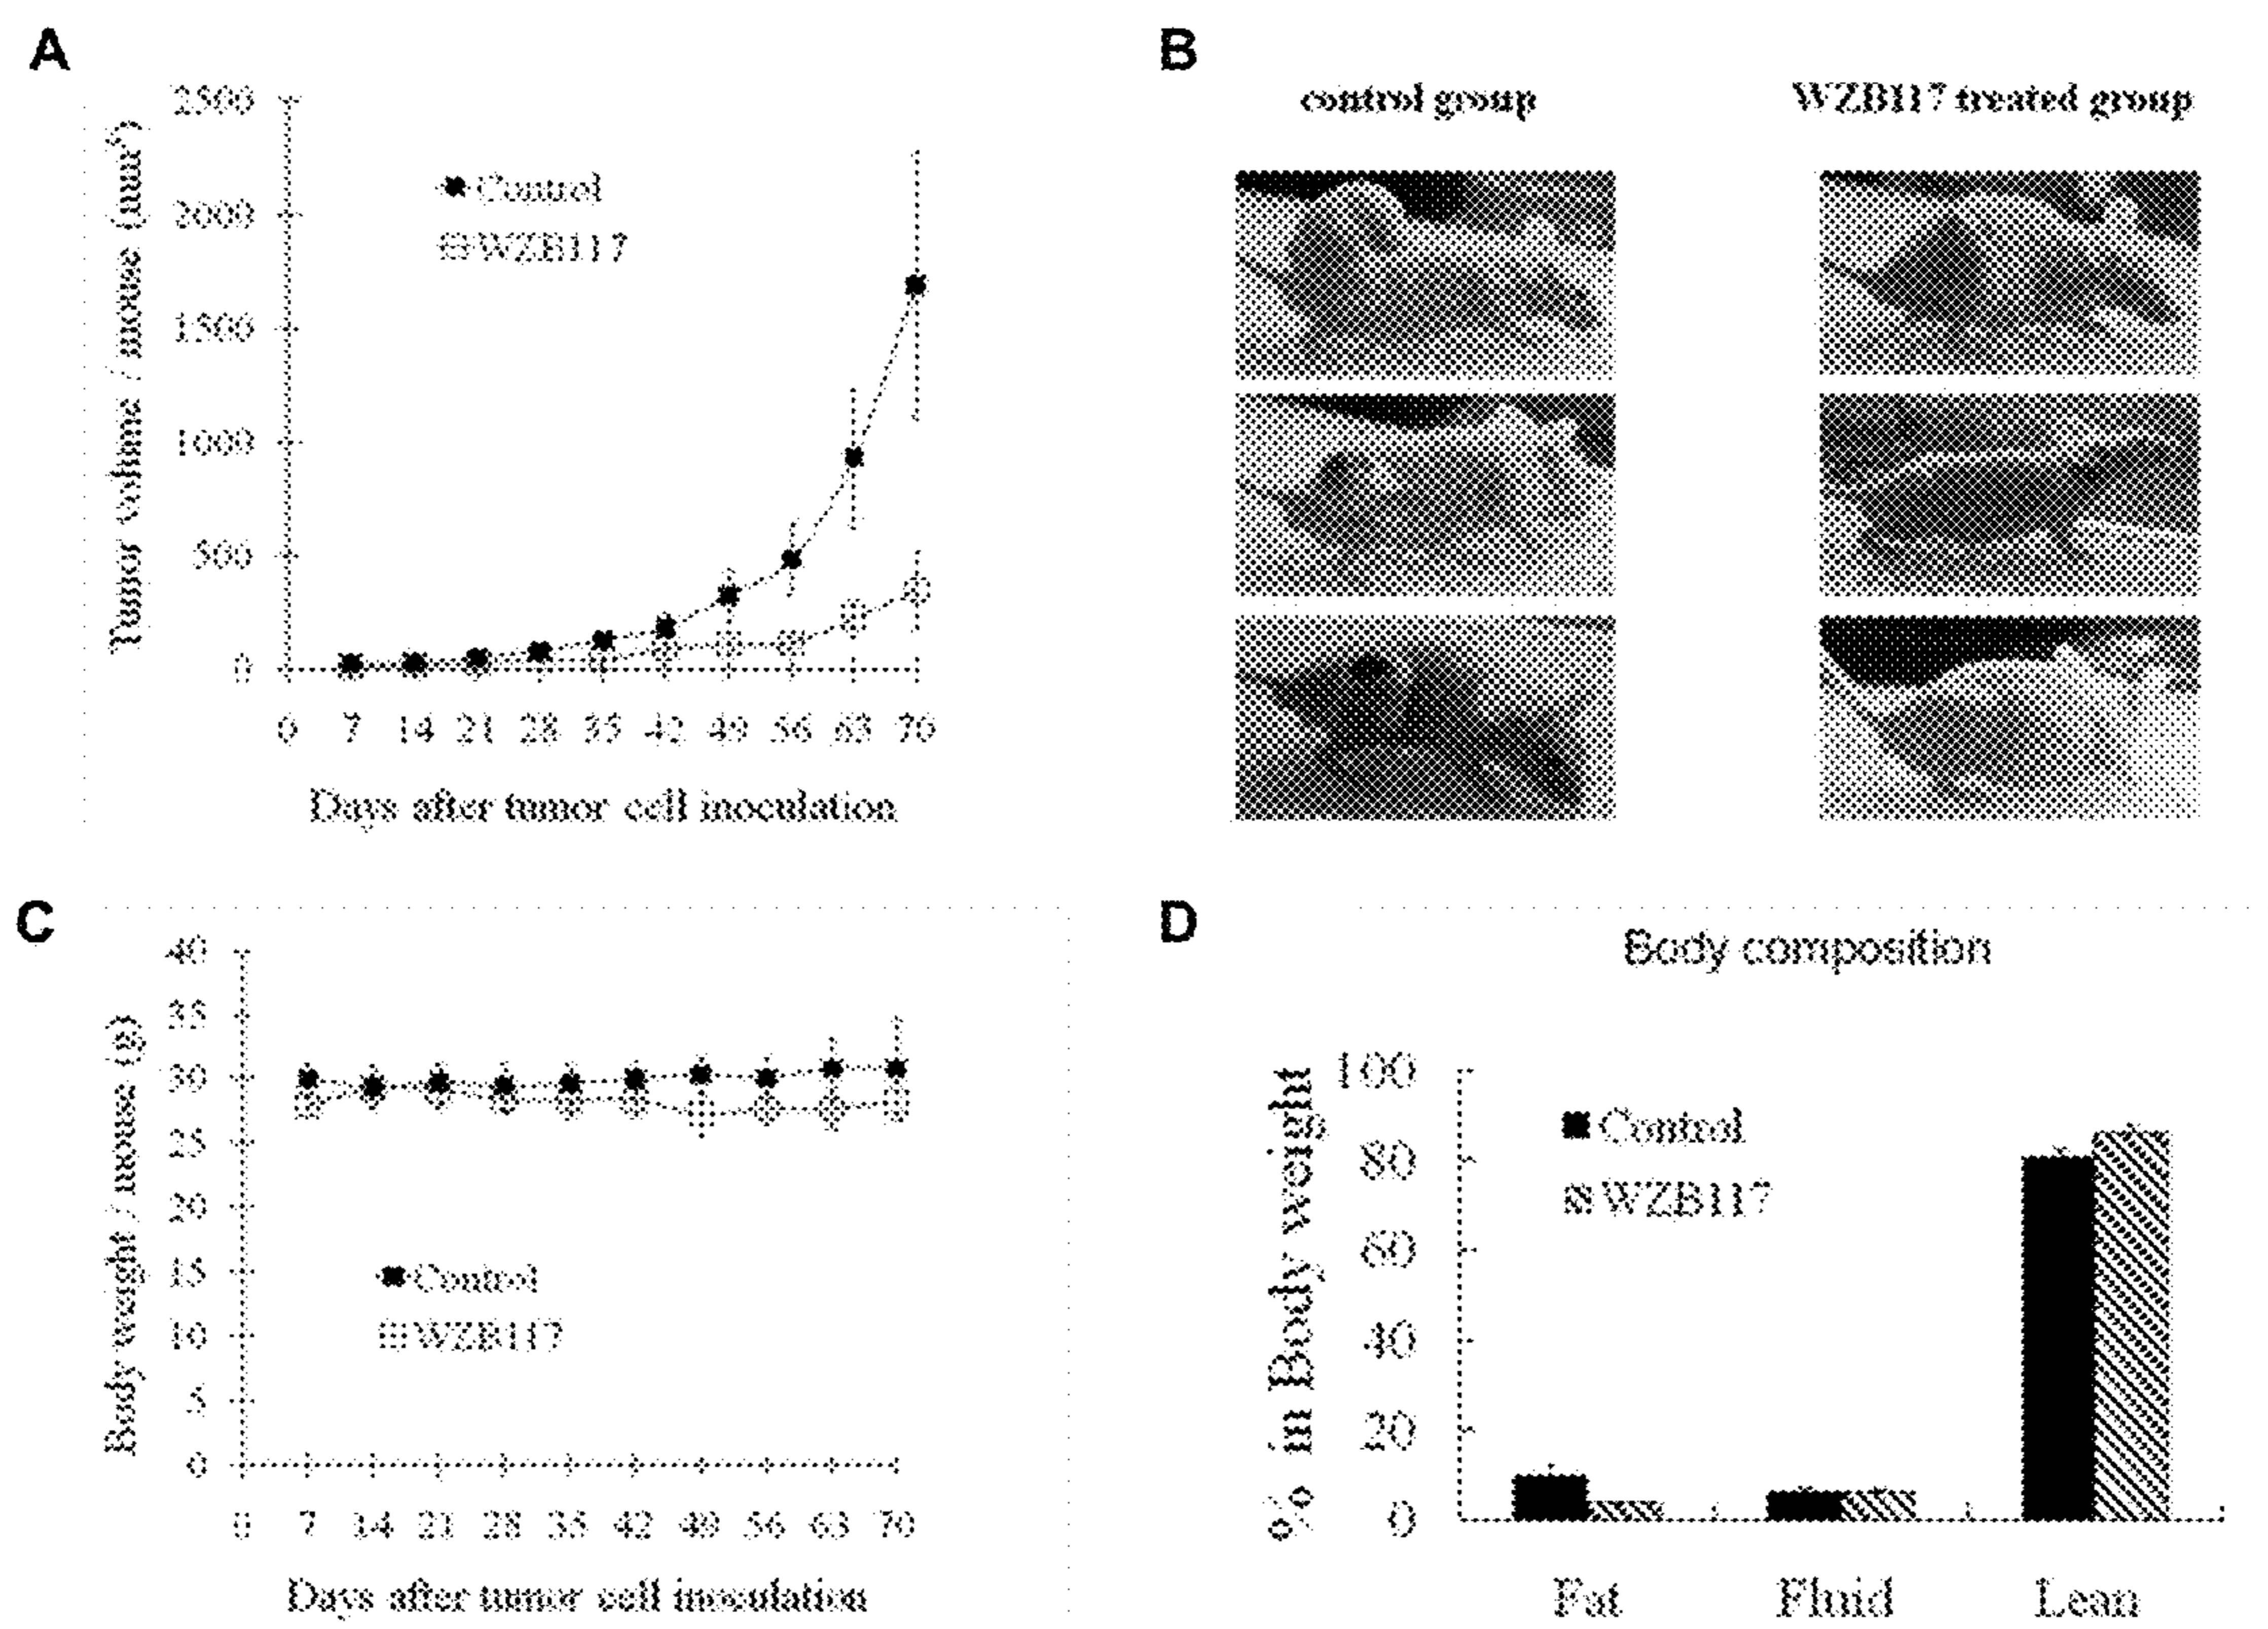 A
2500
2000
1500
1000
500
0
Tumor volume / mouse (mm³)
Control
WZB117
0 7 14 21 28 35 42 49 56 63 70
Days after tumor cell inoculation
B
control group
WZB117 treated group
C
40
35
30
25
20
15
10
5
0
Body weight / mouse (g)
Control
WZB117
0 7 14 21 28 35 42 49 56 63 70
Days after tumor cell inoculation
D
Body composition
100
80
60
40
20
0
% in Body weight
Control
WZB117
Fat Fluid Lean